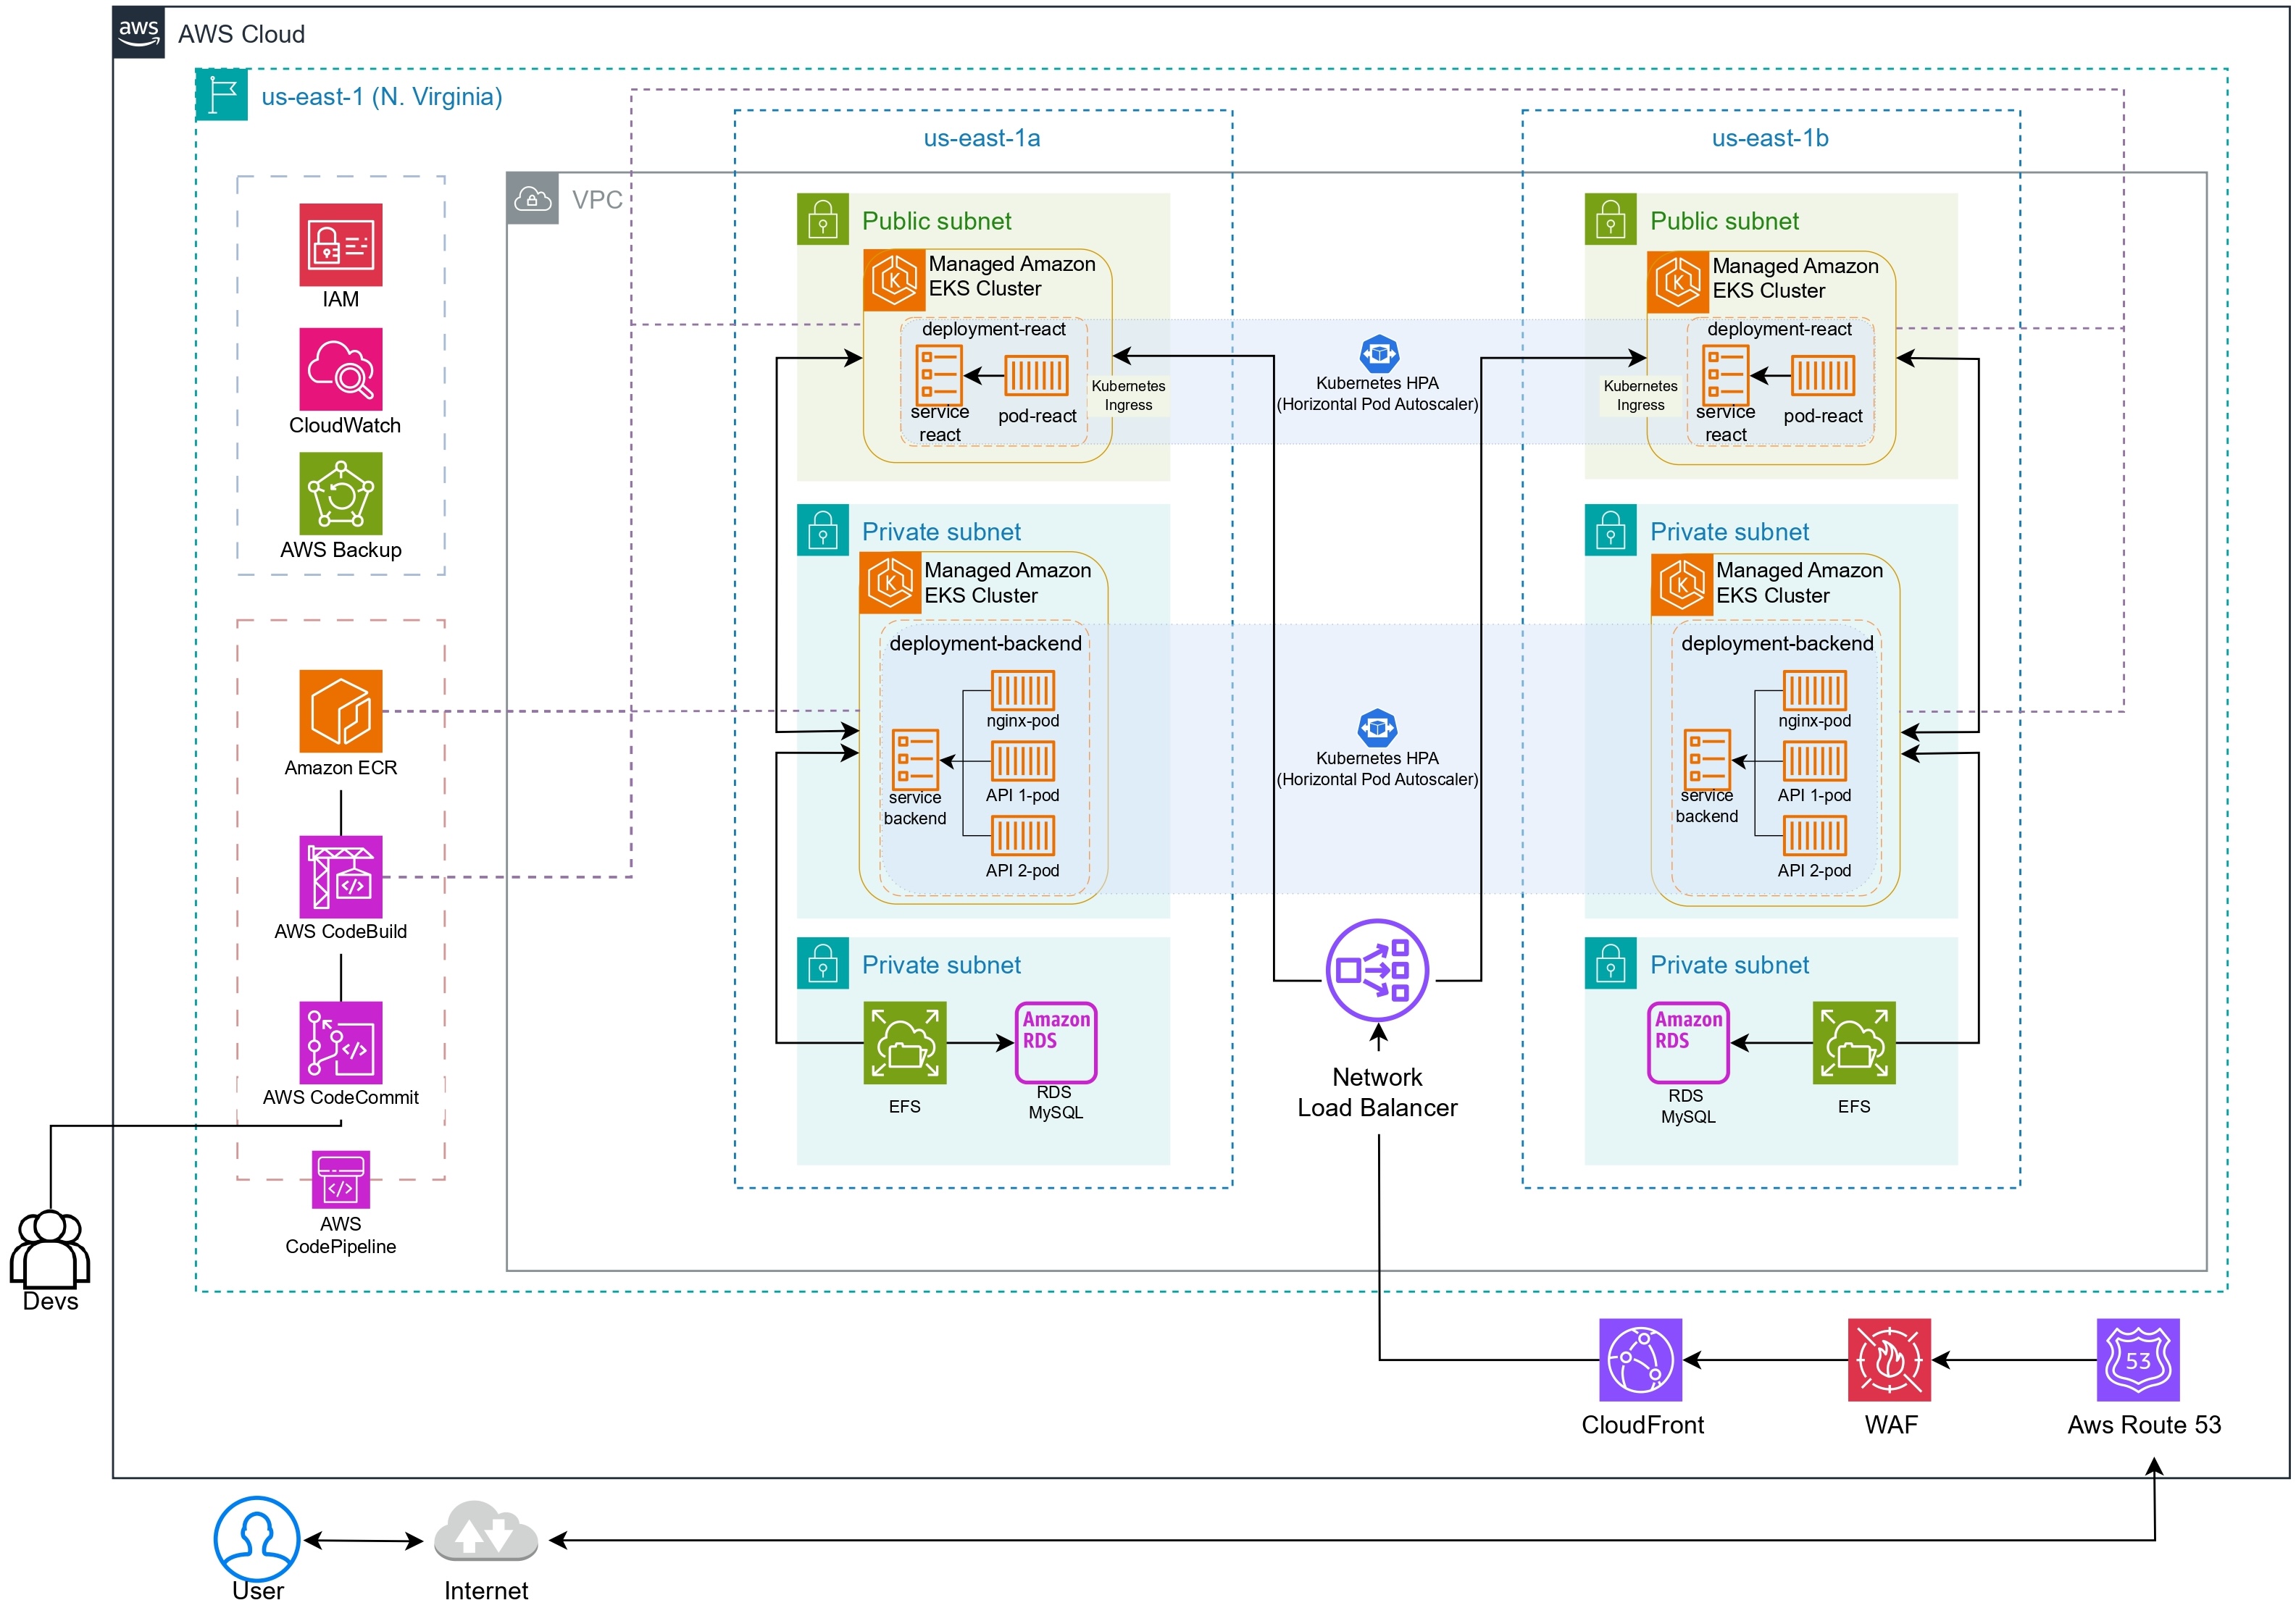 aws
AWS Cloud
us-east-1 (N. Virginia)
IAM
CloudWatch
AWS Backup
Amazon ECR
AWS CodeBuild
AWS CodeCommit
AWS
CodePipeline
Devs
VPC
us-east-1a
Public subnet
Managed Amazon
EKS Cluster
deployment-react
service
react
pod-react
Kubernetes
Ingress
Private subnet
Managed Amazon
EKS Cluster
deployment-backend
nginx-pod
API 1-pod
API 2-pod
service
backend
Private subnet
EFS
Amazon
RDS
RDS
MySQL
Kubernetes HPA
(Horizontal Pod Autoscaler)
Kubernetes HPA
(Horizontal Pod Autoscaler)
Network
Load Balancer
us-east-1b
Public subnet
Managed Amazon
EKS Cluster
Kubernetes
Ingress
deployment-react
service
react
pod-react
Private subnet
Managed Amazon
EKS Cluster
deployment-backend
nginx-pod
API 1-pod
API 2-pod
service
backend
Private subnet
Amazon
RDS
RDS
MySQL
EFS
CloudFront
WAF
53
Aws Route 53
User
Internet